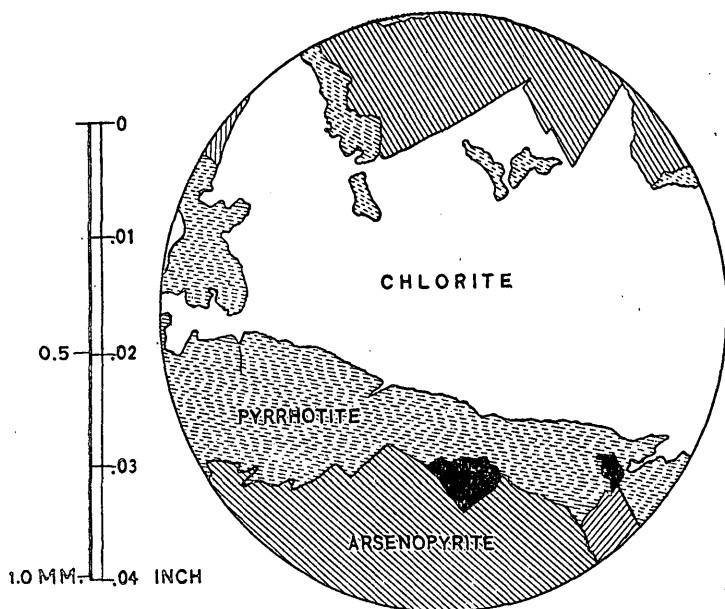 0
.01
CHLORITE
0.5
.02
PYRRHOTITE
.03
ARSENOPYRITE
1.0 MM.
.04 INCH